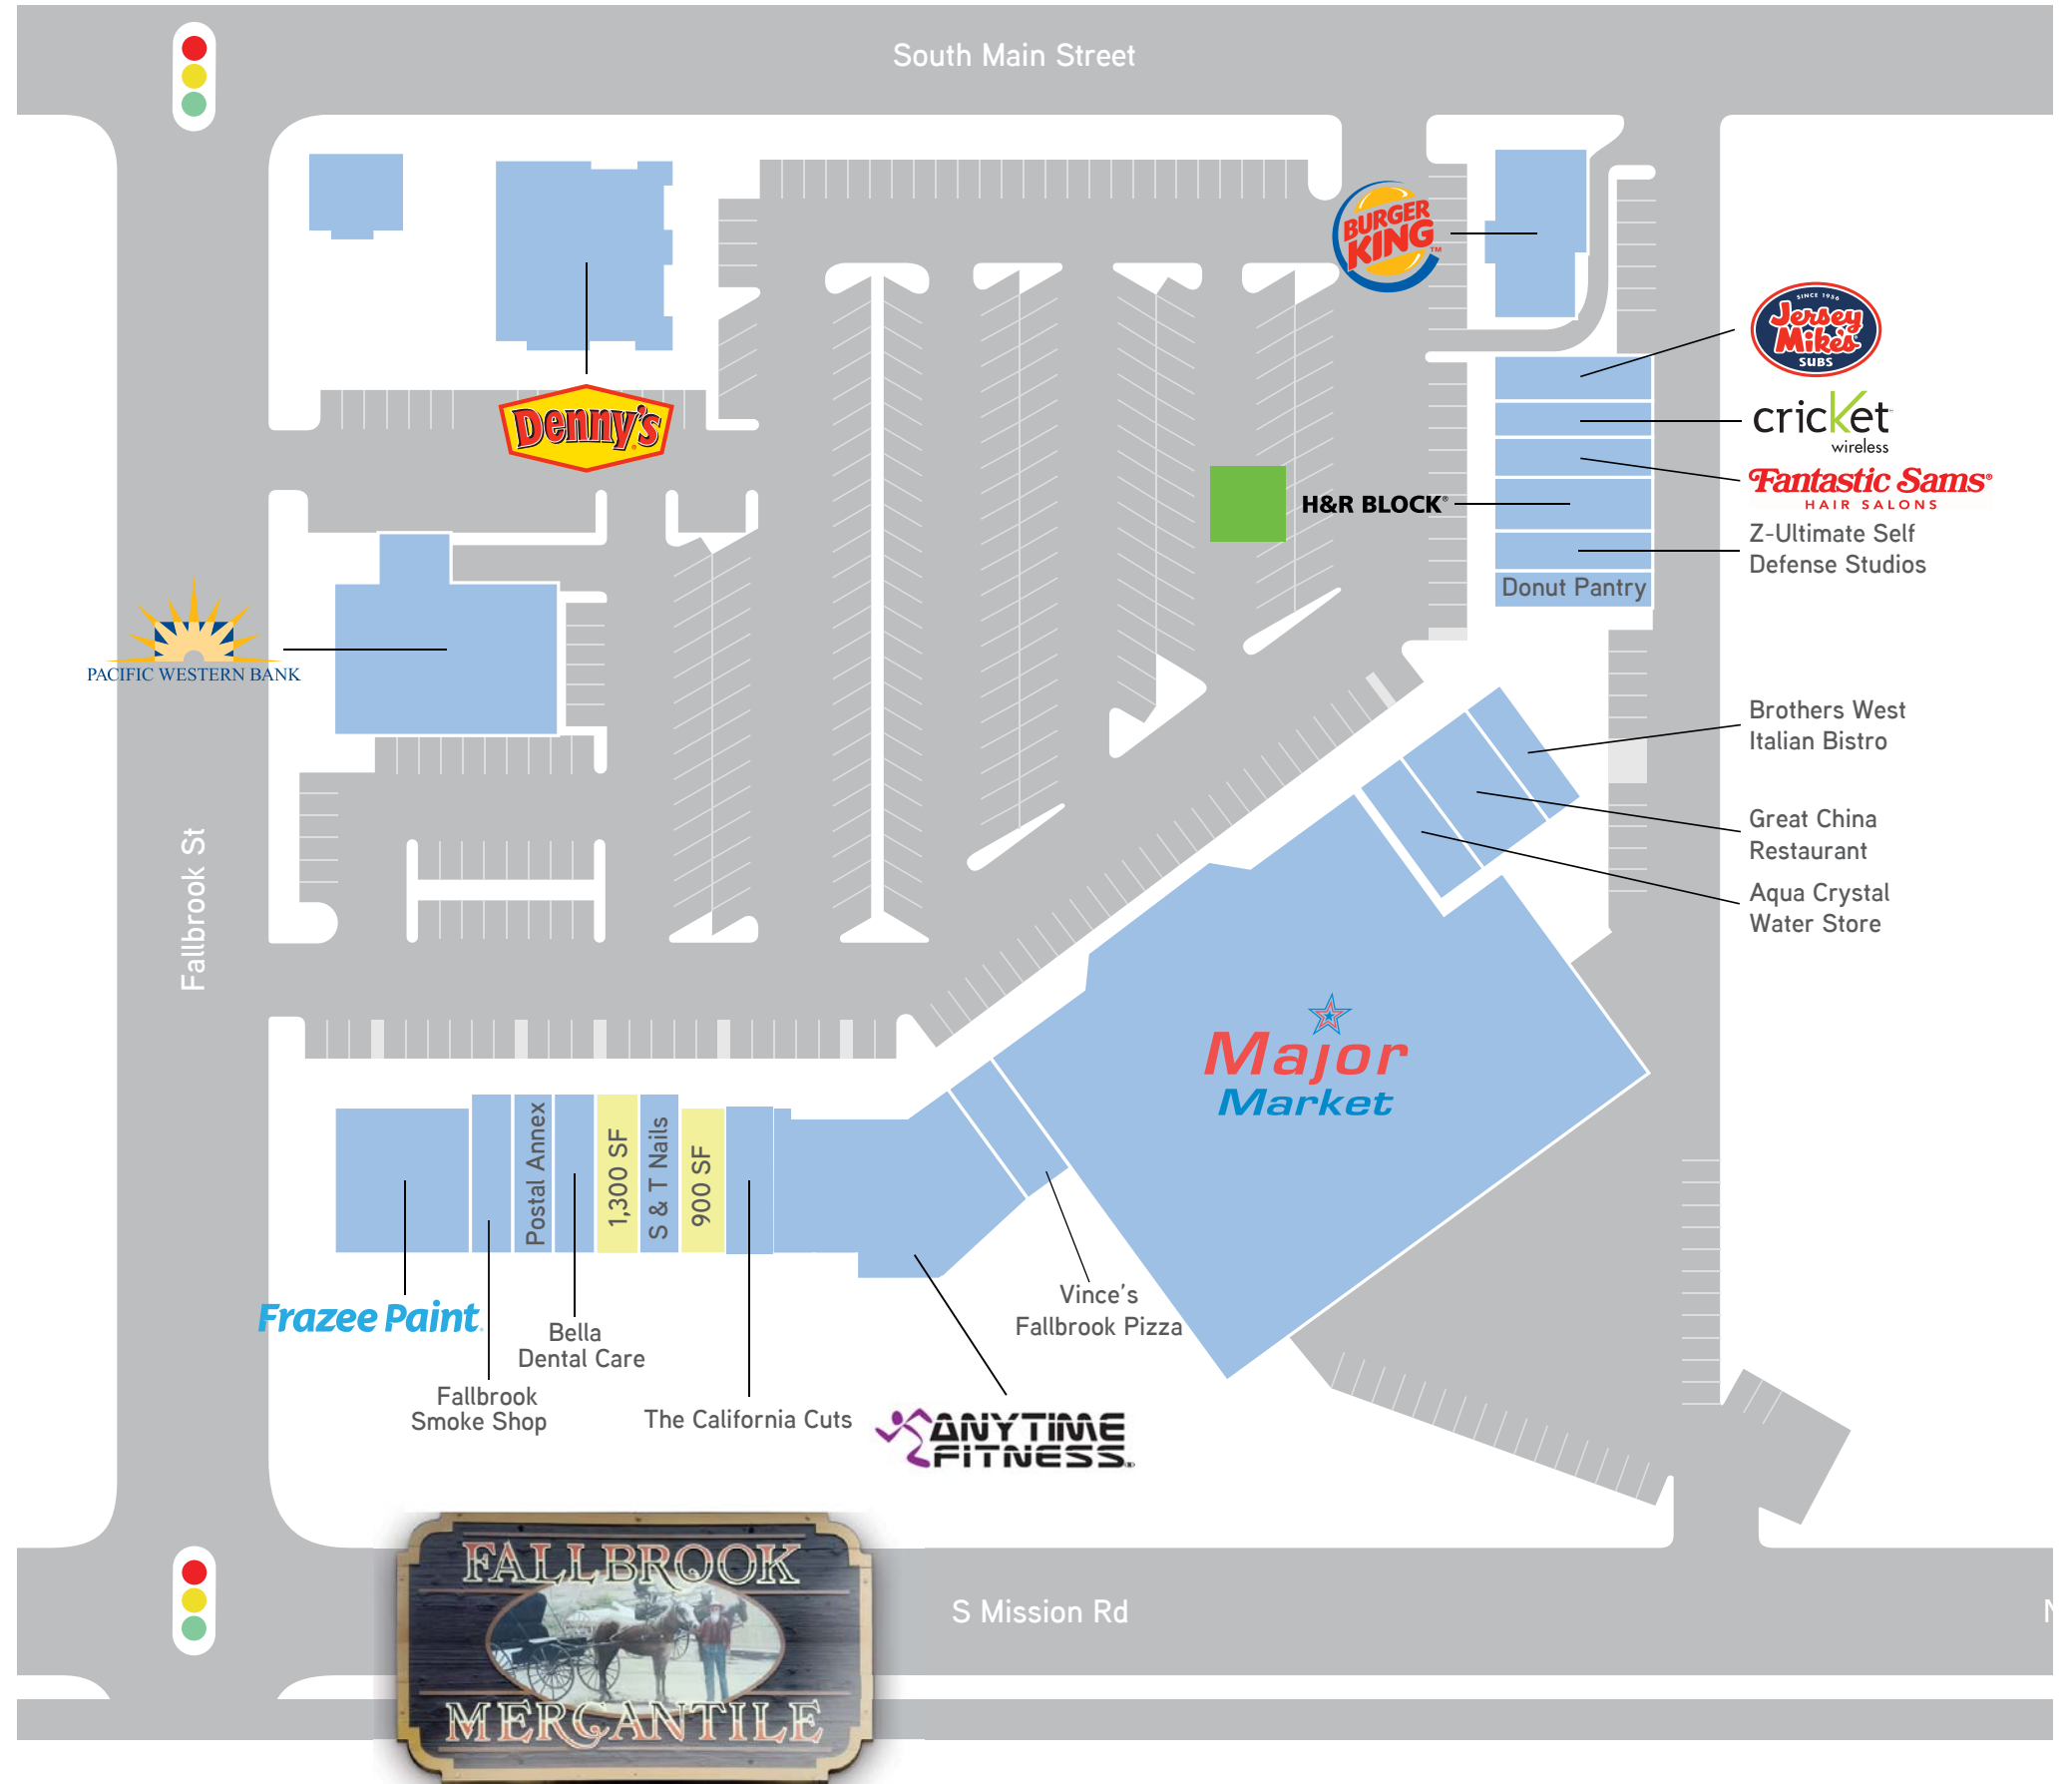 South Main Street
BURGER
KING™
SINCE 1956
Jersey
Mike's
SUBS
cricket
wireless
Denny's
Fantastic Sams®
HAIR SALONS
H&R BLOCK®
Z-Ultimate Self
Defense Studios
Donut Pantry
PACIFIC WESTERN BANK
Brothers West
Italian Bistro
Great China
Restaurant
Aqua Crystal
Water Store
Fallbrook St
Major
Market
Postal Annex
1,300 SF
S & T Nails
900 SF
Vince's
Fallbrook Pizza
Frazee Paint
Bella
Dental Care
Fallbrook
Smoke Shop
The California Cuts
ANYTIME
FITNESS®
FALLBROOK
MERCANTILE
S Mission Rd